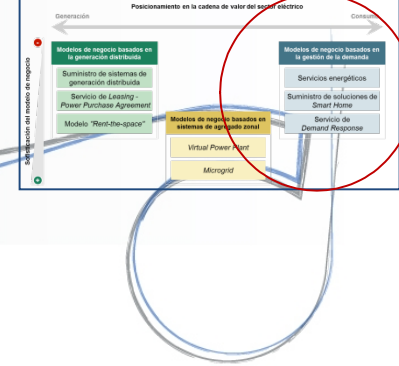 Posicionamiento en la cadena de valor del sector eléctrico
Generación
Consumo
Sofisticación del modelo de negocio
Modelos de negocio basados en
la generación distribuida
Suministro de sistemas de
generación distribuida
Servicio de Leasing -
Power Purchase Agreement
Modelo "Rent-the-space"
Modelos de negocio basados en
sistemas de agregado zonal
Virtual Power Plant
Microgrid
Modelos de negocio basados en
la gestión de la demanda
Servicios energéticos
Suministro de soluciones de
Smart Home
Servicio de
Demand Response